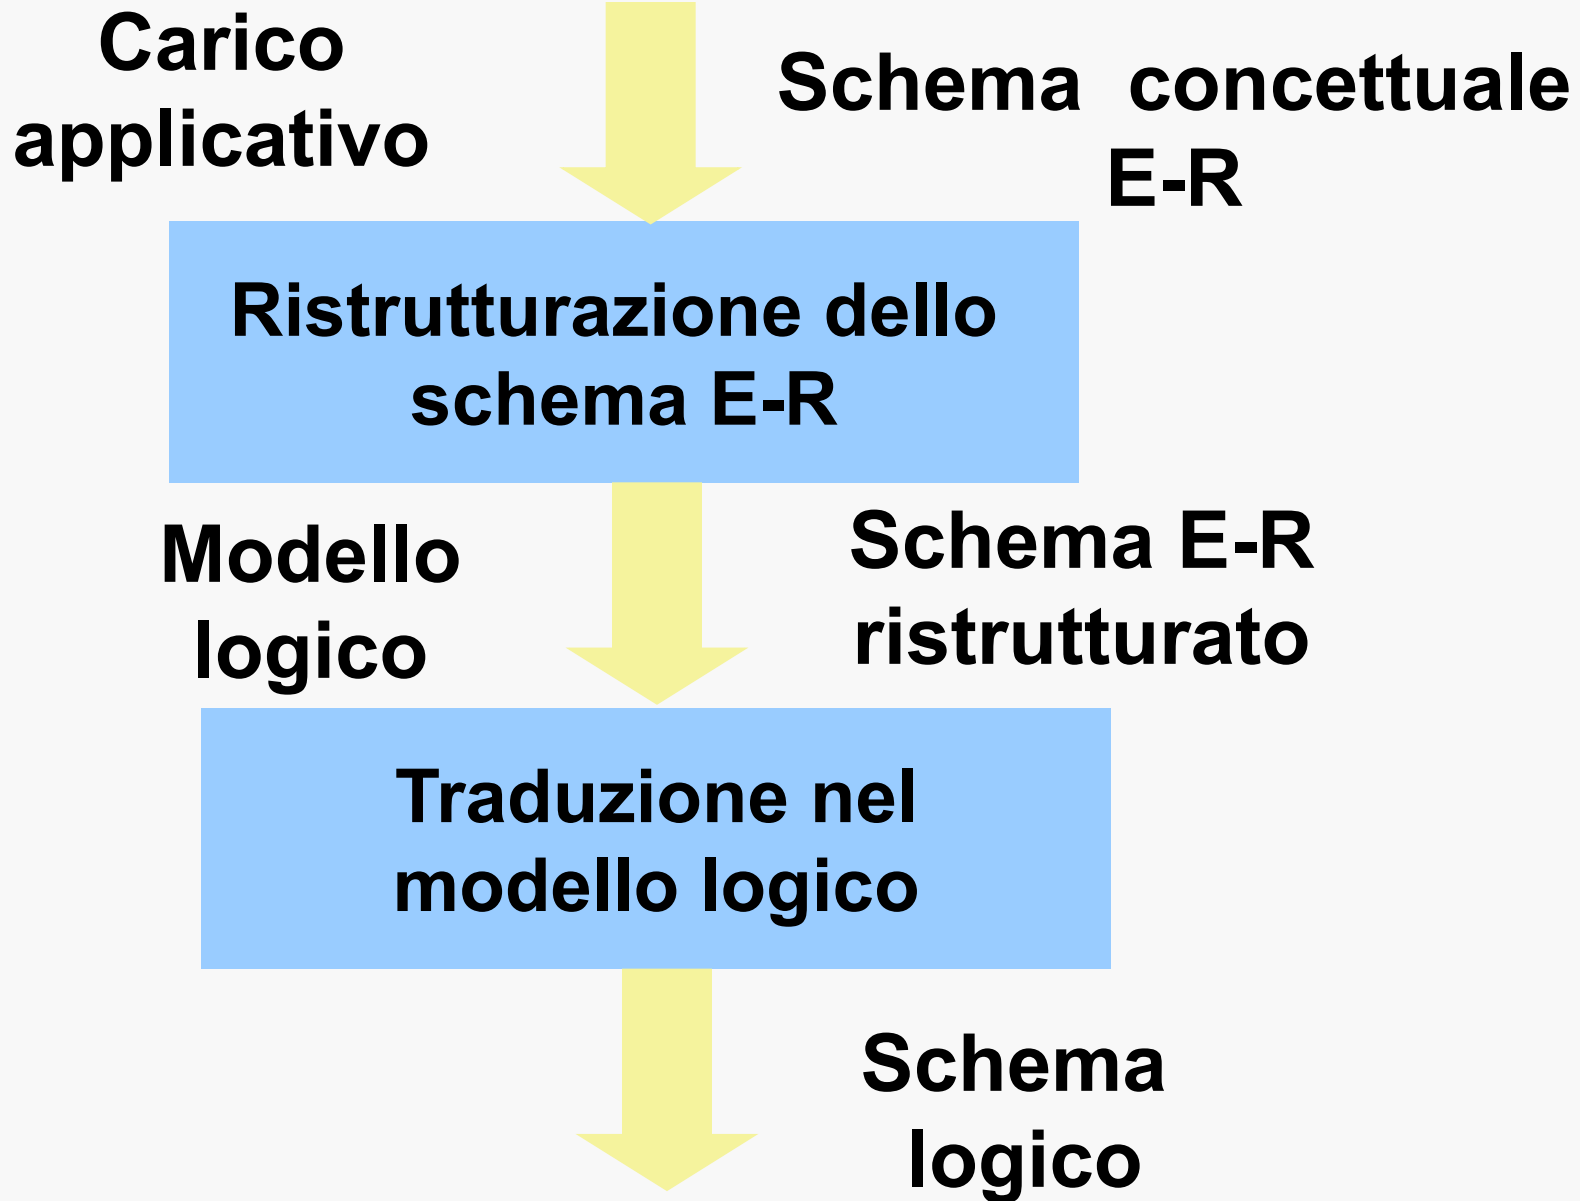 Carico
applicativo
Schema concettuale
E-R
Ristrutturazione dello
schema E-R
Modello
logico
Schema E-R
ristrutturato
Traduzione nel
modello logico
Schema
logico